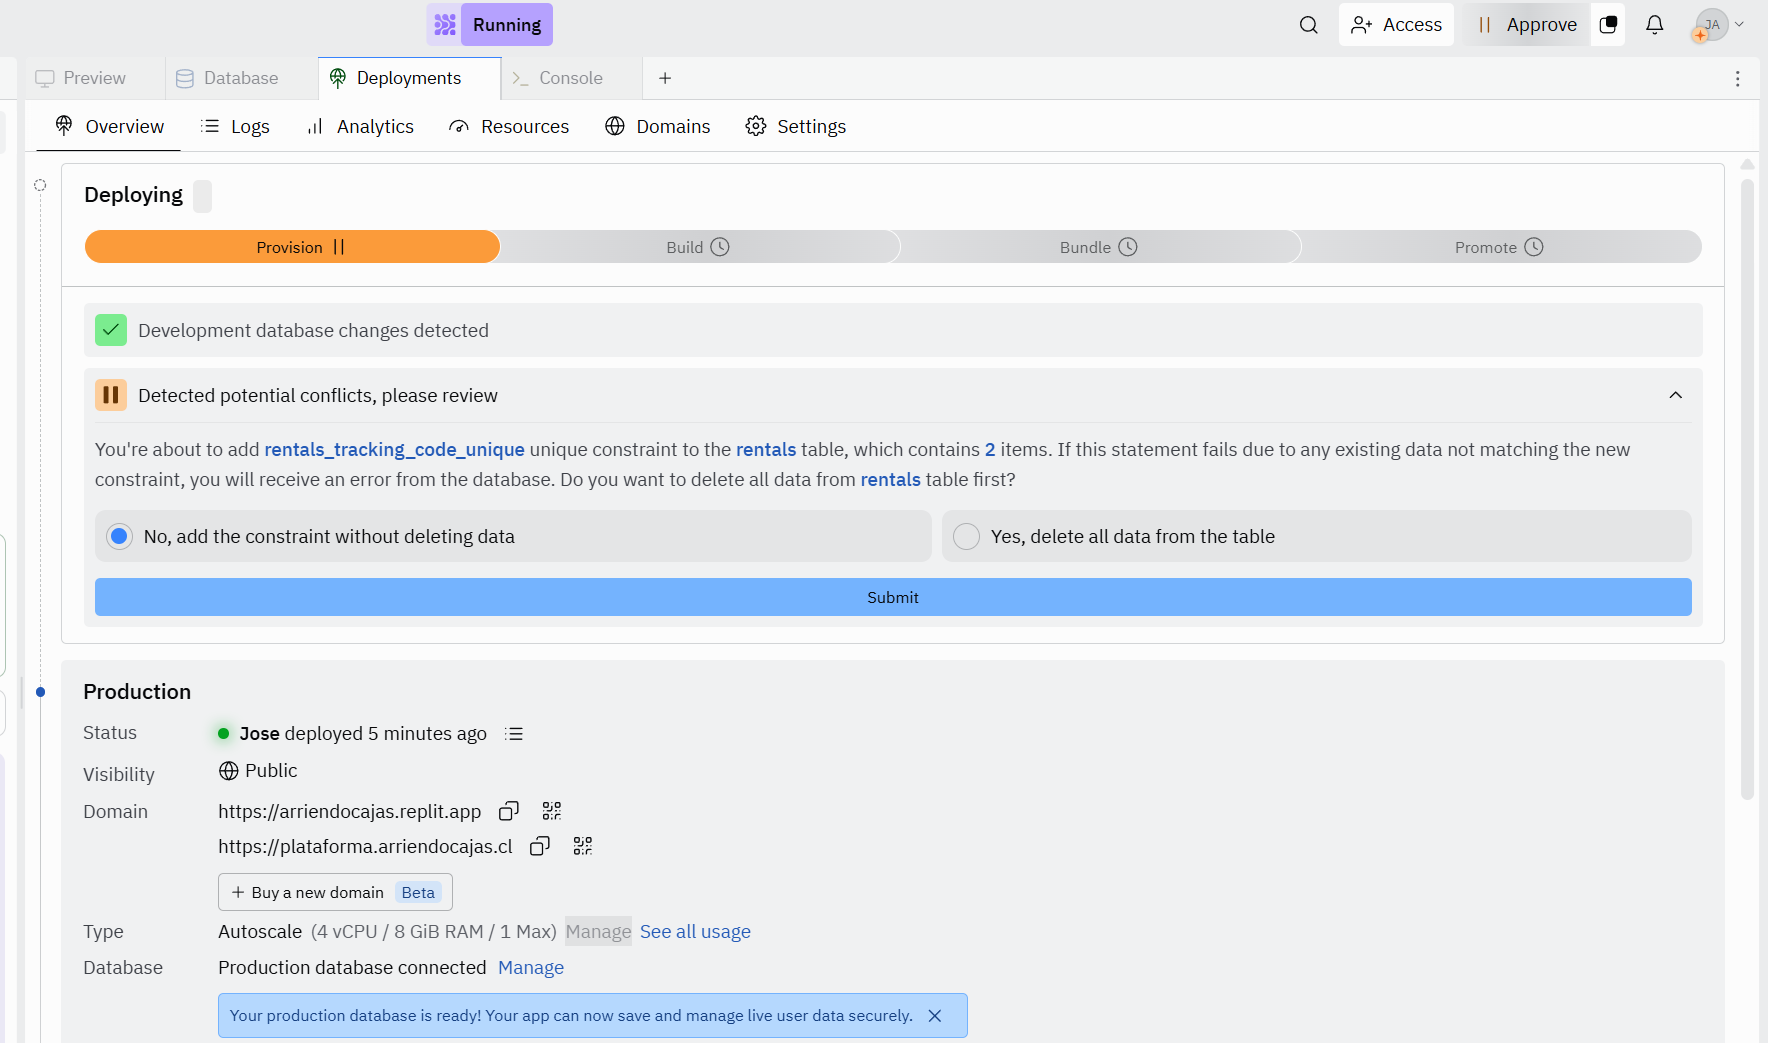 Running
Access
Approve
JA
Preview
Database
Deployments
Console
Overview
Logs
Analytics
Resources
Domains
Settings
Deploying
Provision
Build
Bundle
Promote
Development database changes detected
Detected potential conflicts, please review
You're about to add rentals_tracking_code_unique unique constraint to the rentals table, which contains 2 items. If this statement fails due to any existing data not matching the new
constraint, you will receive an error from the database. Do you want to delete all data from rentals table first?
No, add the constraint without deleting data
Yes, delete all data from the table
Submit
Production
Status
Jose deployed 5 minutes ago
Visibility
Public
Domain
https://arriendocajas.replit.app
https://plataforma.arriendocajas.cl
Buy a new domain Beta
Type
Autoscale (4 vCPU / 8 GiB RAM / 1 Max) Manage See all usage
Database
Production database connected Manage
Your production database is ready! Your app can now save and manage live user data securely.